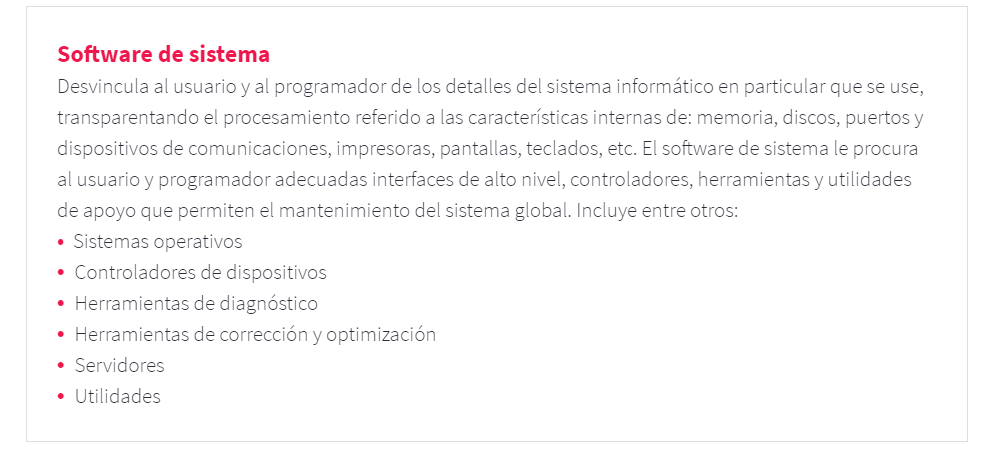 Software de sistema
Desvincula al usuario y al programador de los detalles del sistema informático en particular que se use,
transparentando el procesamiento referido a las características internas de: memoria, discos, puertos y
dispositivos de comunicaciones, impresoras, pantallas, teclados, etc. El software de sistema le procura
al usuario y programador adecuadas interfaces de alto nivel, controladores, herramientas y utilidades
de apoyo que permiten el mantenimiento del sistema global. Incluye entre otros:
• Sistemas operativos
• Controladores de dispositivos
• Herramientas de diagnóstico
• Herramientas de corrección y optimización
• Servidores
• Utilidades